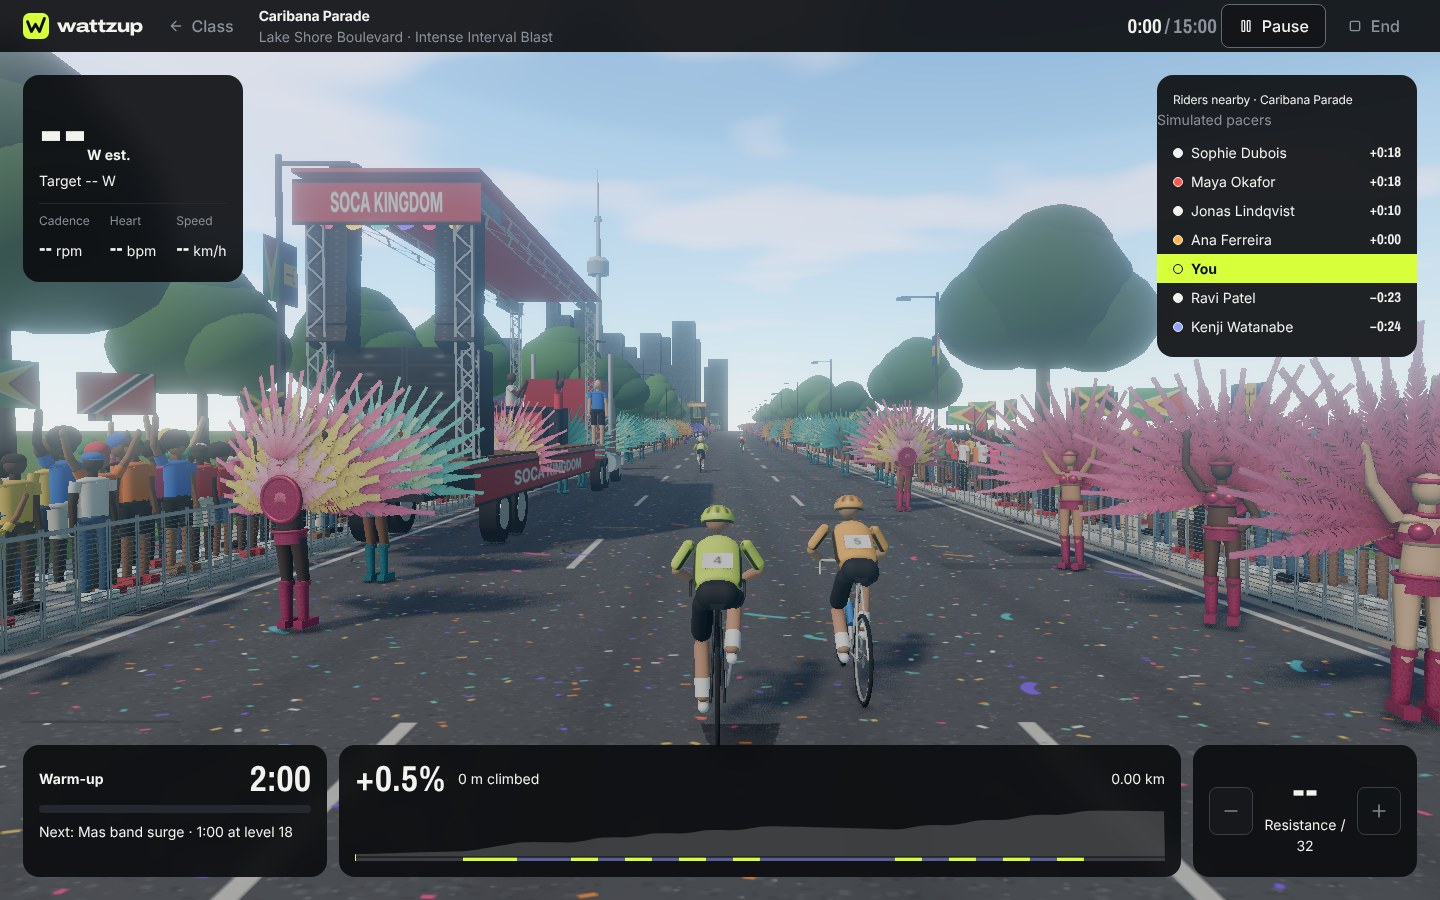 wattzup
Class
Caribana Parade
Lake Shore Boulevard · Intense Interval Blast
0:00 / 15:00
Pause
End
-- W est.
Target -- W
Cadence Heart Speed
-- rpm -- bpm -- km/h
Riders nearby · Caribana Parade
Simulated pacers
Sophie Dubois +0:18
Maya Okafor +0:18
Jonas Lindqvist +0:10
Ana Ferreira +0:00
You
Ravi Patel −0:23
Kenji Watanabe −0:24
SOCA KINGDOM
SOCA KINGDOM
4
5
Warm-up 2:00
Next: Mas band surge · 1:00 at level 18
+0.5% 0 m climbed 0.00 km
--
Resistance /
32